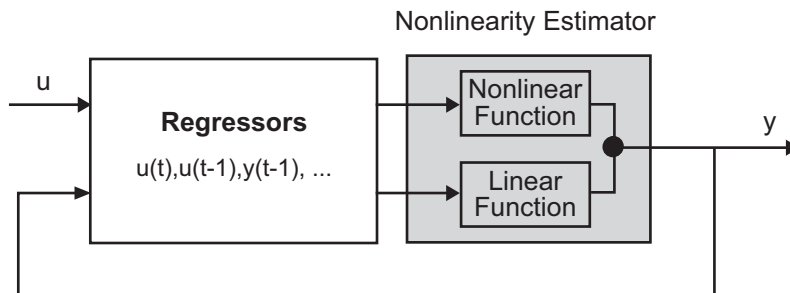 Nonlinearity Estimator
u
Regressors
u(t),u(t-1),y(t-1), ...
Nonlinear
Function
Linear
Function
y